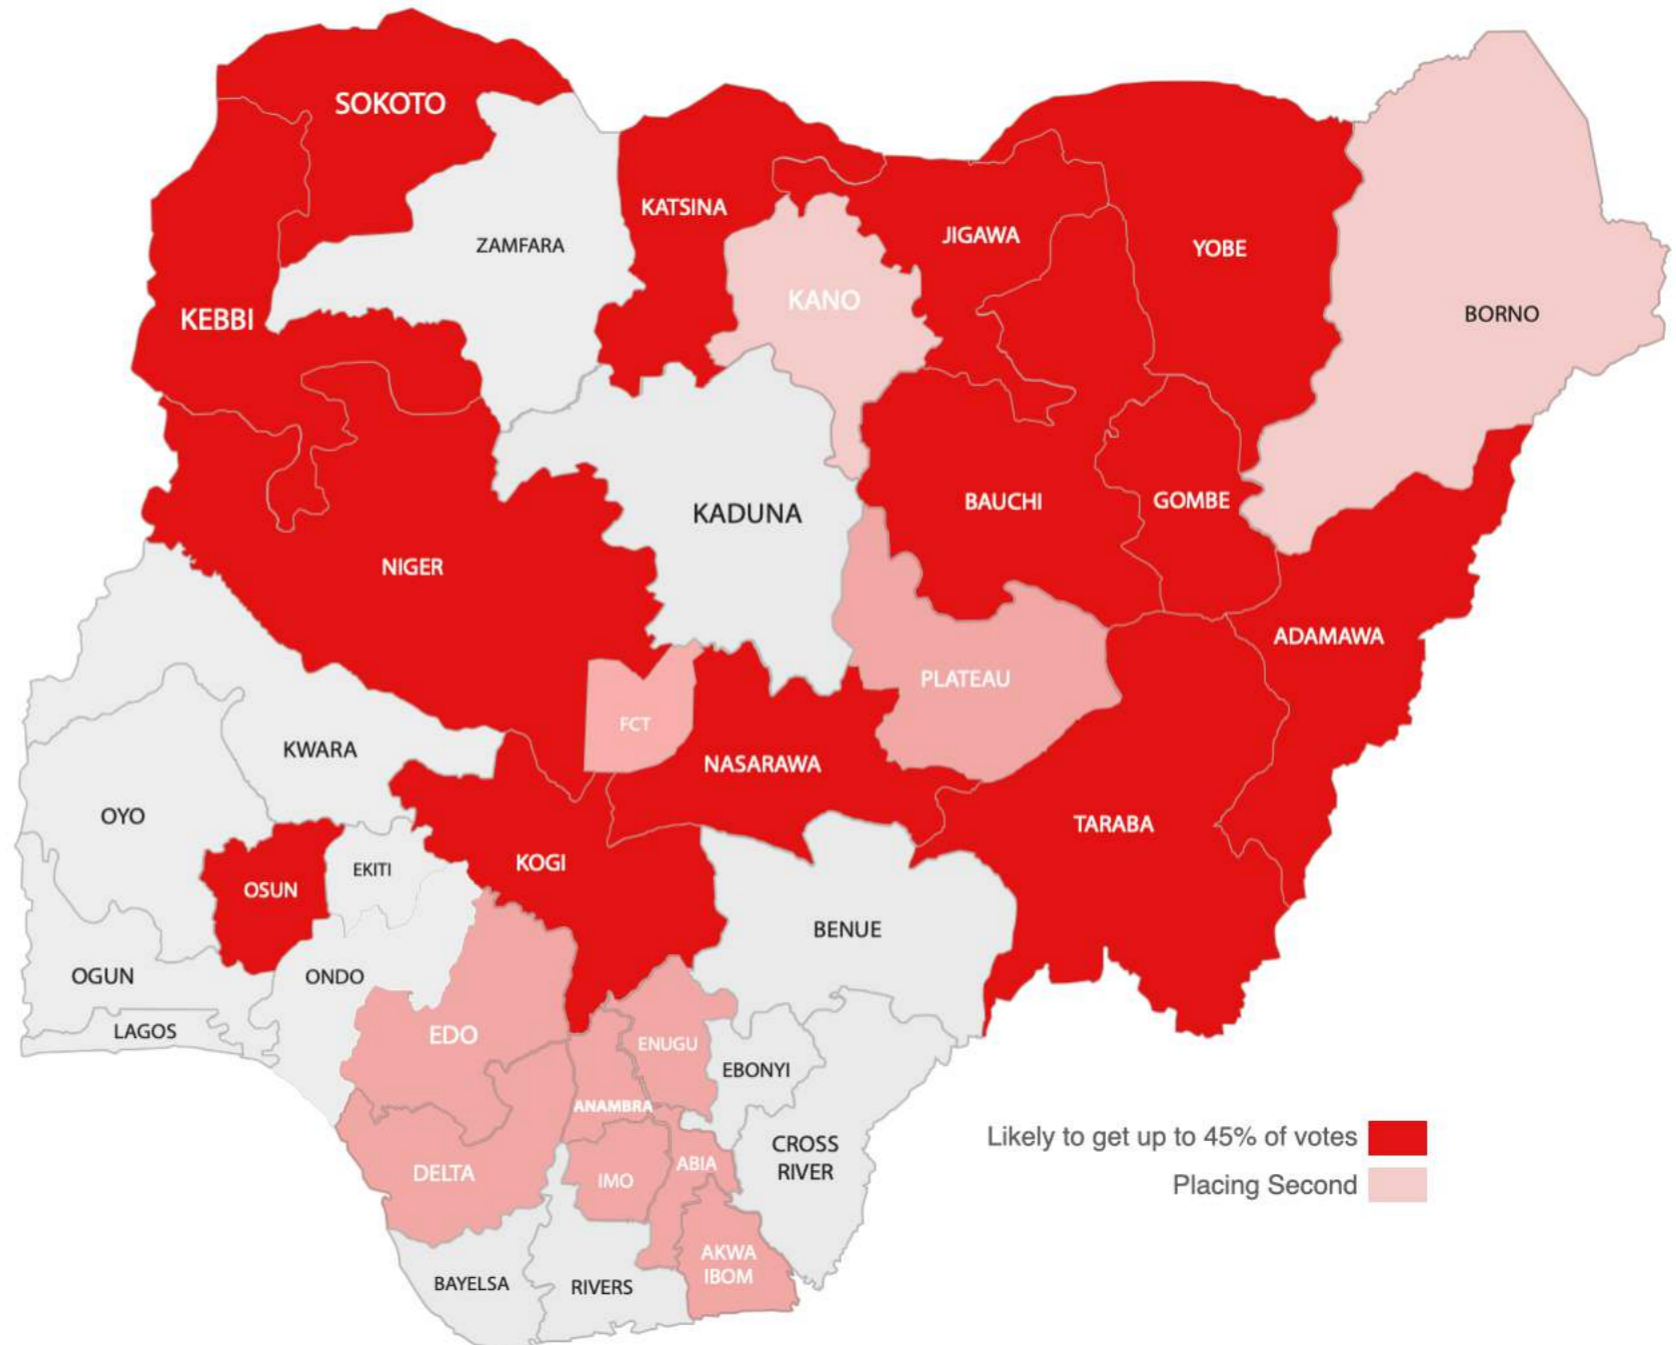 SOKOTO
KATSINA
ZAMFARA
JIGAWA
YOBE
KANO
KEBBI
BORNO
KADUNA
BAUCHI
GOMBE
NIGER
ADAMAWA
PLATEAU
FCT
KWARA
NASARAWA
OYO
TARABA
KOGI
EKITI
OSUN
BENUE
OGUN
ONDO
LAGOS
EDO
ENUGU
EBONYI
ANAMBRA
CROSS
RIVER
DELTA
IMO
ABIA
AKWA
IBOM
BAYELSA
RIVERS
Likely to get up to 45% of votes
Placing Second